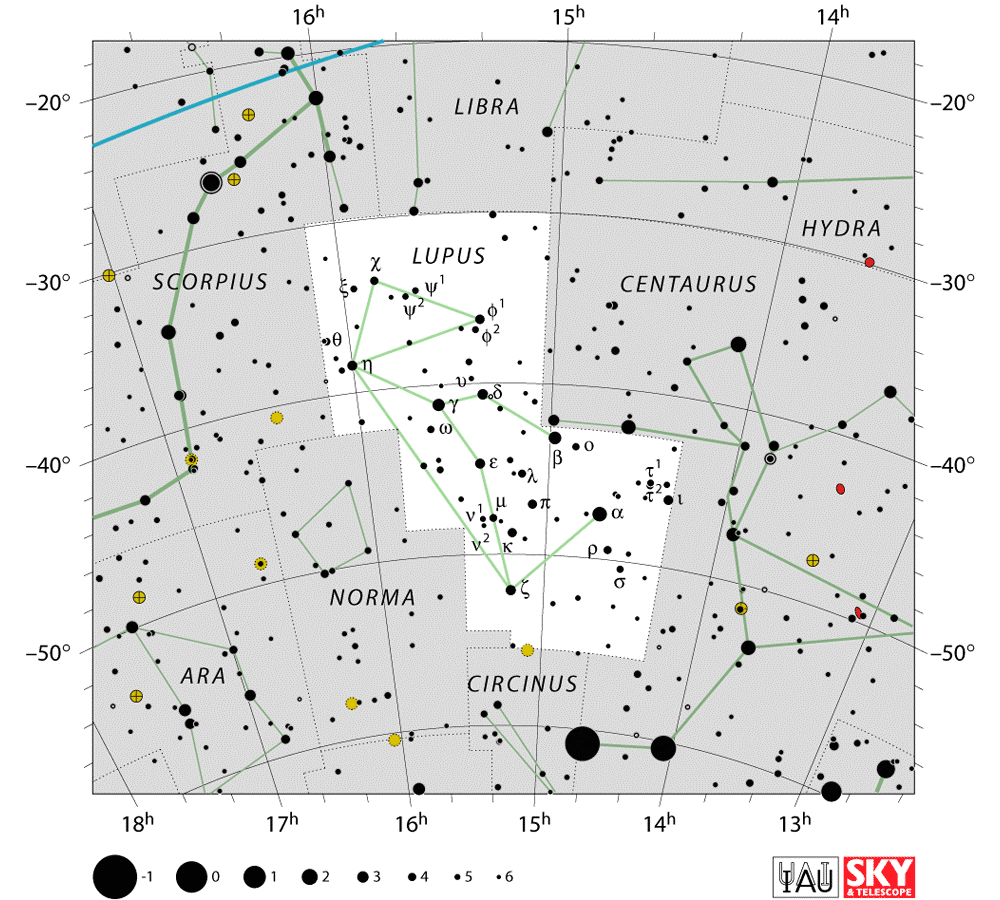 16ʰ 15ʰ 14ʰ
−20° LIBRA −20°
HYDRA
LUPUS
−30° SCORPIUS CENTAURUS −30°
χ
ξ ψ¹
ψ²
φ¹
θ φ²
η
υ δ
γ
ω β ο
−40° ε −40°
λ τ¹
π τ²
μ ι
ν¹ α
ν² κ ρ
σ
ζ
NORMA
−50° −50°
ARA CIRCINUS
18ʰ 17ʰ 16ʰ 15ʰ 14ʰ 13ʰ
-1 0 1 2 3 4 5 6
IAU SKY
& TELESCOPE